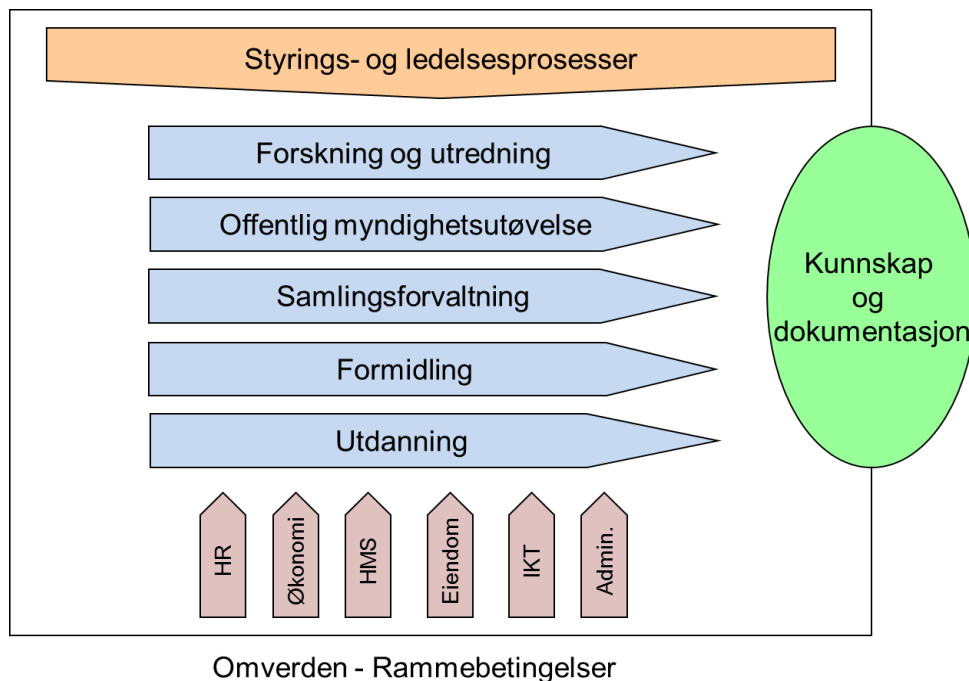 Styrings- og ledelsesprosesser
Forskning og utredning
Offentlig myndighetsutøvelse
Samlingsforvaltning
Formidling
Utdanning
Kunnskap
og
dokumentasjon
HR
Økonomi
HMS
Eiendom
IKT
Admin.
Omverden - Rammebetingelser